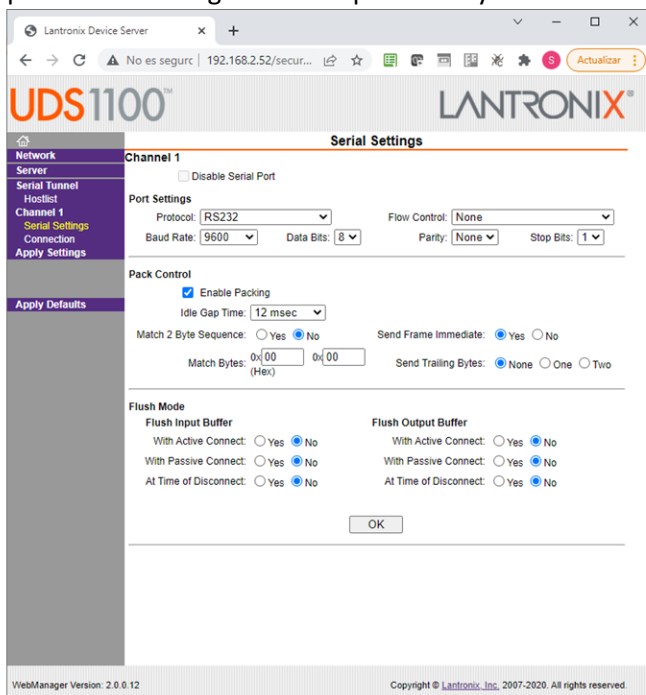 Lantronix Device Server
No es segurc 192.168.2.52/secur...
S
Actualizar
UDS1100™
LANTRONIX®
Network
Server
Serial Tunnel
Hostlist
Channel 1
Serial Settings
Connection
Apply Settings
Apply Defaults
Serial Settings
Channel 1
Disable Serial Port
Port Settings
Protocol: RS232 Flow Control: None
Baud Rate: 9600 Data Bits: 8 Parity: None Stop Bits: 1
Pack Control
Enable Packing
Idle Gap Time: 12 msec
Match 2 Byte Sequence: Yes No Send Frame Immediate: Yes No
Match Bytes: 0x 00 0x 00 Send Trailing Bytes: None One Two
(Hex)
Flush Mode
Flush Input Buffer Flush Output Buffer
With Active Connect: Yes No With Active Connect: Yes No
With Passive Connect: Yes No With Passive Connect: Yes No
At Time of Disconnect: Yes No At Time of Disconnect: Yes No
OK
WebManager Version: 2.0.0.12 Copyright © Lantronix, Inc. 2007-2020. All rights reserved.